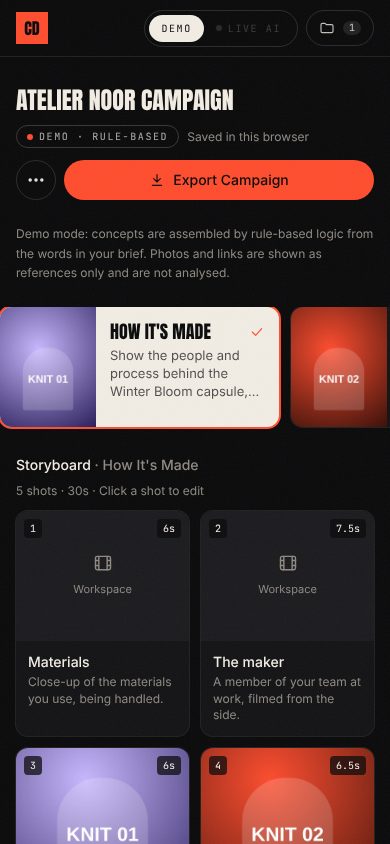 CD
DEMO
LIVE AI
1
ATELIER NOOR CAMPAIGN
DEMO · RULE-BASED
Saved in this browser
Export Campaign
Demo mode: concepts are assembled by rule-based logic from
the words in your brief. Photos and links are shown as
references only and are not analysed.
KNIT 01
HOW IT'S MADE
Show the people and
process behind the
Winter Bloom capsule,...
KNIT 02
Storyboard · How It's Made
5 shots · 30s · Click a shot to edit
1
6s
Workspace
Materials
Close-up of the materials
you use, being handled.
2
7.5s
Workspace
The maker
A member of your team at
work, filmed from the
side.
3
6s
KNIT 01
4
6.5s
KNIT 02